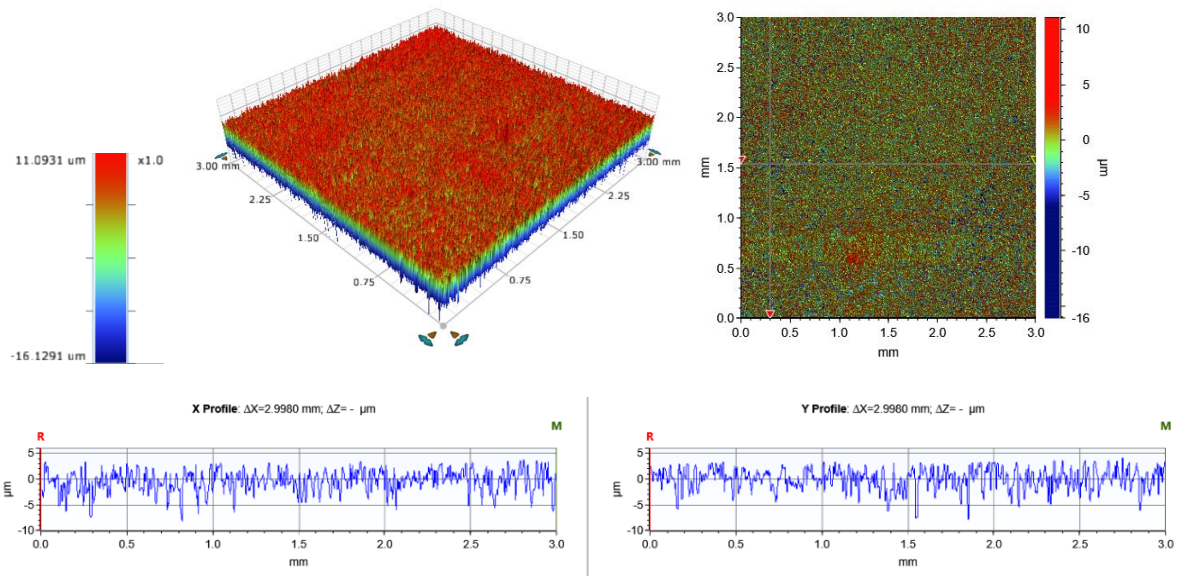 11.0931 um
x1.0
-16.1291 um
3.00 mm
2.25
1.50
0.75
3.00 mm
2.25
1.50
0.75
3.0
2.5
2.0
1.5
1.0
0.5
0.0
mm
0.0 0.5 1.0 1.5 2.0 2.5 3.0
mm
10
5
0
-5
-10
-16
µm
X Profile: ΔX=2.9980 mm; ΔZ= - µm
R
M
5
0
-5
-10
µm
0.0 0.5 1.0 1.5 2.0 2.5 3.0
mm
Y Profile: ΔX=2.9980 mm; ΔZ= - µm
R
M
5
0
-5
-10
µm
0.0 0.5 1.0 1.5 2.0 2.5 3.0
mm